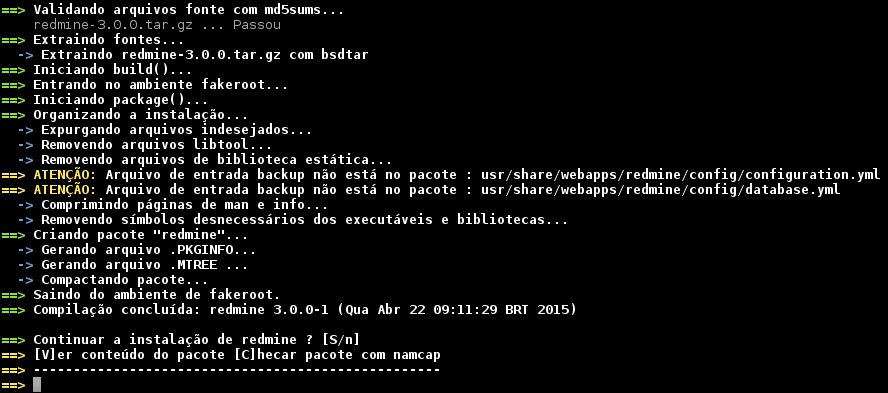 ==> Validando arquivos fonte com md5sums...
redmine-3.0.0.tar.gz ... Passou
==> Extraindo fontes...
-> Extraindo redmine-3.0.0.tar.gz com bsdtar
==> Iniciando build()...
==> Entrando no ambiente fakeroot...
==> Iniciando package()...
==> Organizando a instalação...
-> Expurgando arquivos indesejados...
-> Removendo arquivos libtool...
-> Removendo arquivos de biblioteca estática...
==> ATENÇÃO: Arquivo de entrada backup não está no pacote : usr/share/webapps/redmine/config/configuration.yml
==> ATENÇÃO: Arquivo de entrada backup não está no pacote : usr/share/webapps/redmine/config/database.yml
-> Comprimindo páginas de man e info...
-> Removendo símbolos desnecessários dos executáveis e bibliotecas...
==> Criando pacote "redmine"...
-> Gerando arquivo .PKGINFO...
-> Gerando arquivo .MTREE ...
-> Compactando pacote...
==> Saindo do ambiente de fakeroot.
==> Compilação concluída: redmine 3.0.0-1 (Qua Abr 22 09:11:29 BRT 2015)
==> Continuar a instalação de redmine ? [S/n]
==> [V]er conteúdo do pacote [C]hecar pacote com namcap
==> ---------------------------------------------------
==>